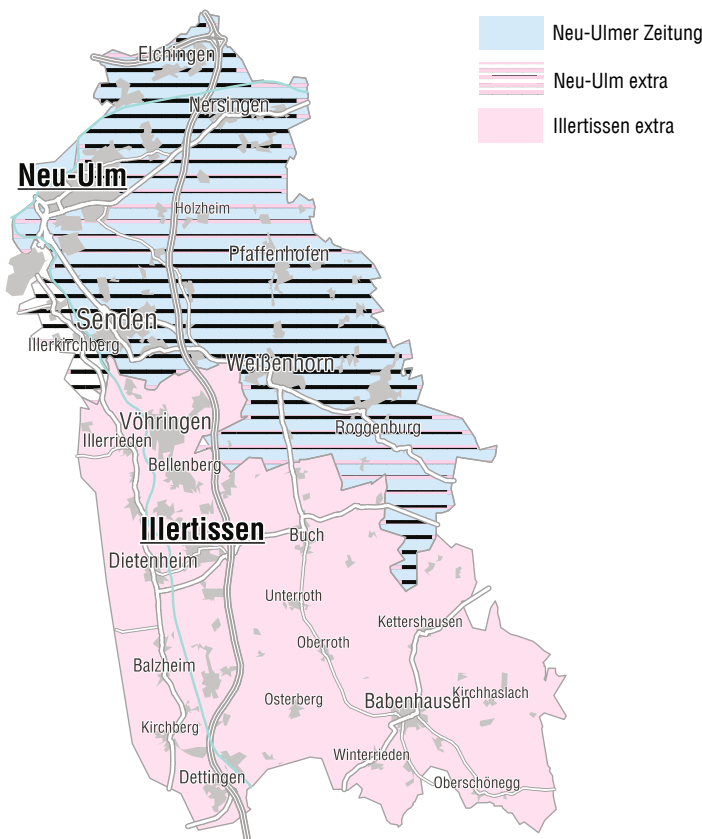 Neu-Ulmer Zeitung
Neu-Ulm extra
Illertissen extra
Elchingen
Nersingen
Neu-Ulm
Holzheim
Pfaffenhofen
Senden
Illerkirchberg
Weißenhorn
Vöhringen
Roggenburg
Illerrieden
Bellenberg
Illertissen
Buch
Dietenheim
Unterroth
Kettershausen
Oberroth
Balzheim
Kirchhaslach
Osterberg
Babenhausen
Kirchberg
Winterrieden
Dettingen
Oberschönegg